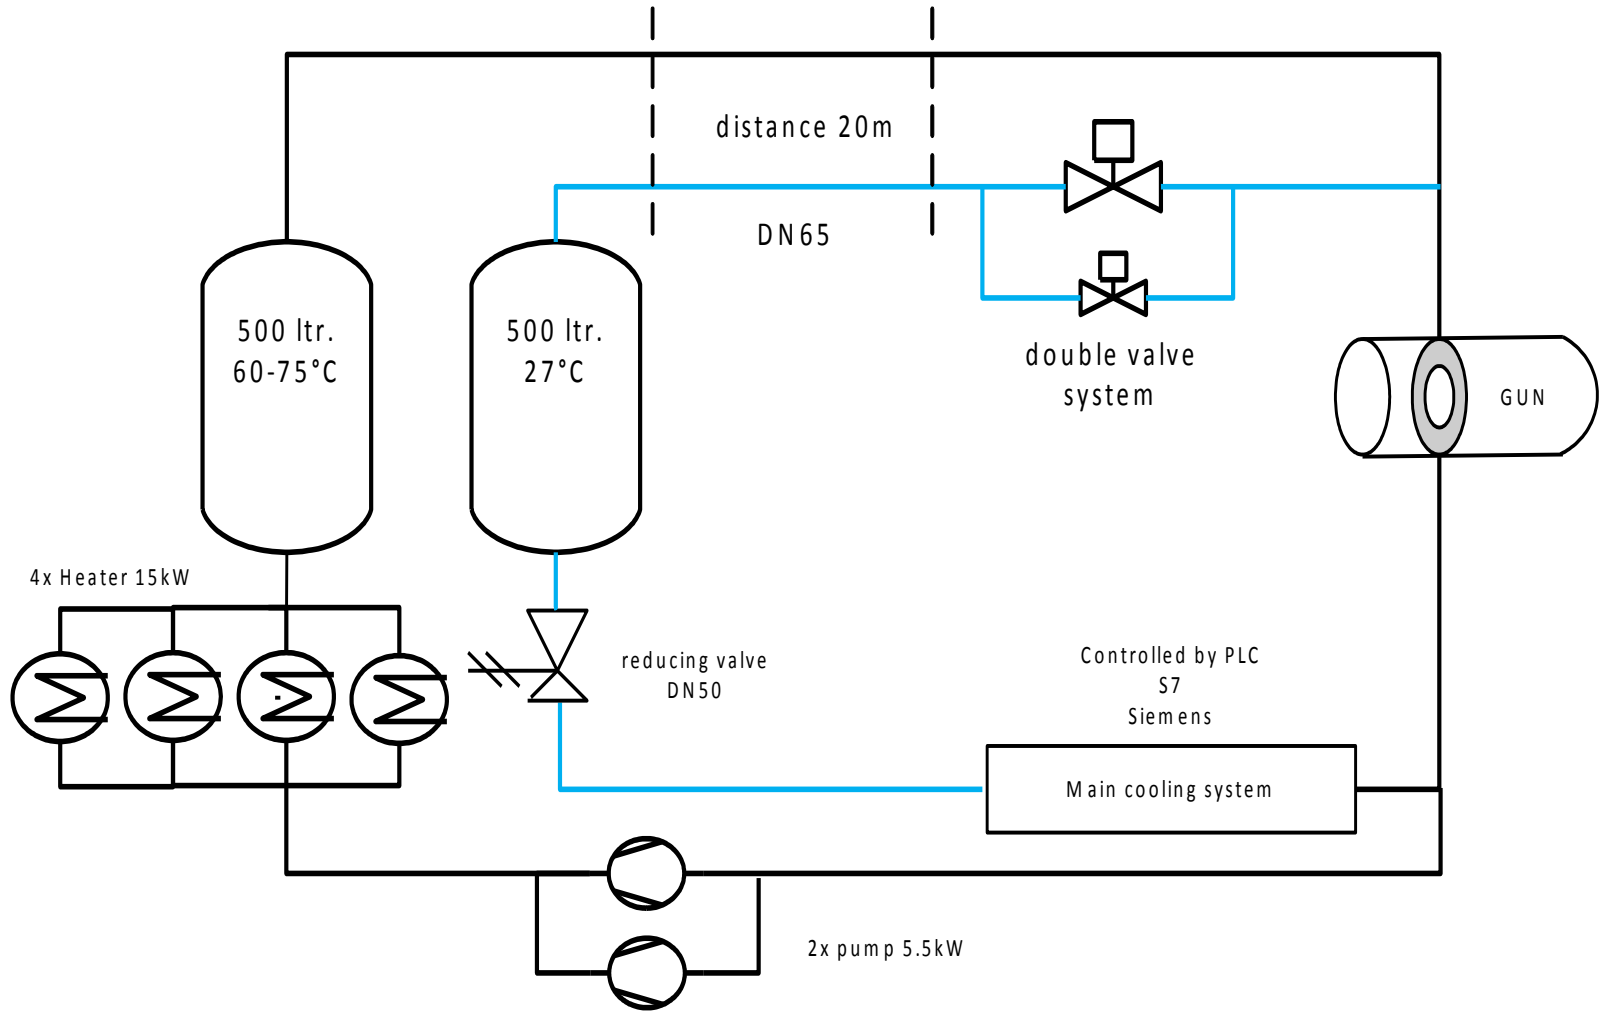 distance 20m
DN65
500 ltr.
60-75°C
500 ltr.
27°C
double valve
system
GUN
4x Heater 15kW
reducing valve
DN50
Controlled by PLC
S7
Siemens
Main cooling system
2x pump 5.5kW